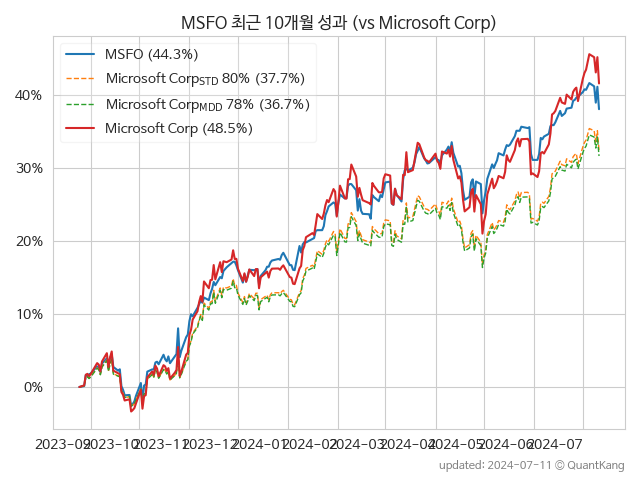 MSFO 최근 10개월 성과 (vs Microsoft Corp)
MSFO (44.3%)
Microsoft CorpSTD 80% (37.7%)
Microsoft CorpMDD 78% (36.7%)
Microsoft Corp (48.5%)
40%
30%
20%
10%
0%
2023-09 2023-10 2023-11 2023-12 2024-01 2024-02 2024-03 2024-04 2024-05 2024-06 2024-07
updated: 2024-07-11 © QuantKang